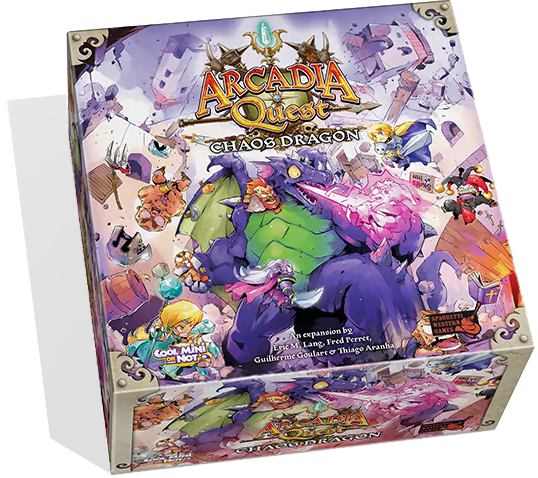 ARCADIA
Quest
CHAOS DRAGON
An expansion by
Eric M. Lang, Fred Perret,
Guilherme Goulart & Thiago Aranha
COOL MINI
OR NOT
SPAGHETTI
WESTERN
GAMES
ARCADIA
Quest
CHAOS DRAGON